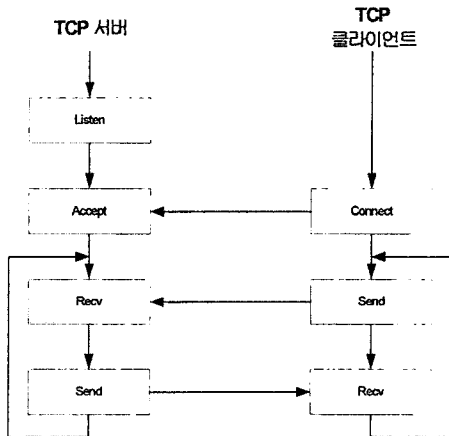 TCP 서버
TCP
클라이언트
Listen
Accept
Connect
Recv
Send
Send
Recv